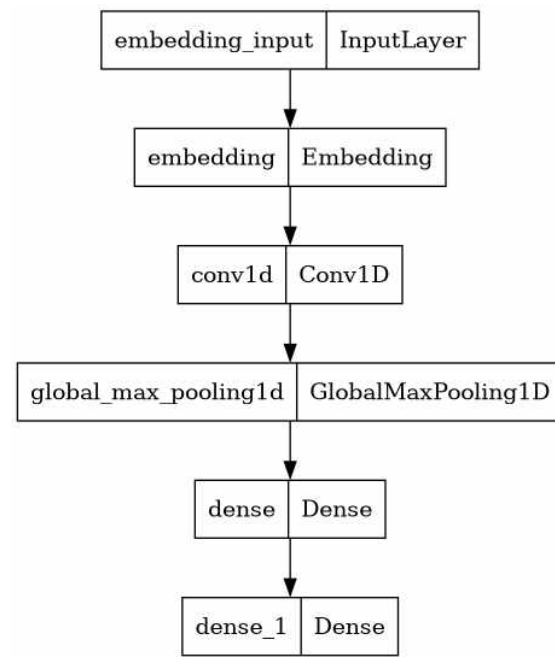 embedding_input InputLayer
embedding Embedding
conv1d Conv1D
global_max_pooling1d GlobalMaxPooling1D
dense Dense
dense_1 Dense